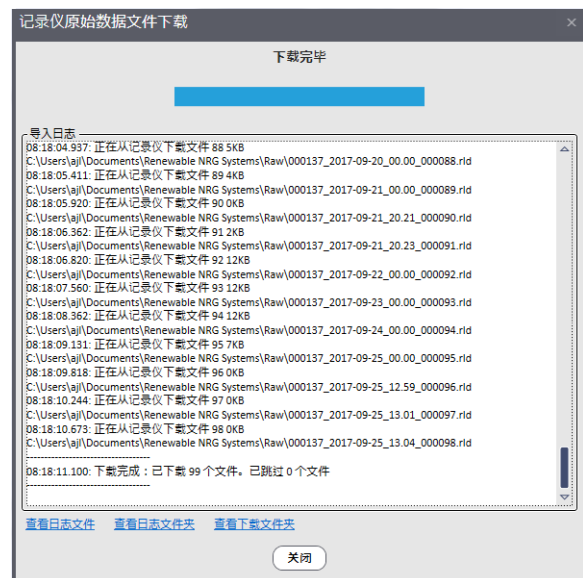 记录仪原始数据文件下载
下载完毕
导入日志
08:18:04.937: 正在从记录仪下载文件 88 5KB
C:\Users\ajl\Documents\Renewable NRG Systems\Raw\000137_2017-09-20_00.00_000088.rld
08:18:05.411: 正在从记录仪下载文件 89 4KB
C:\Users\ajl\Documents\Renewable NRG Systems\Raw\000137_2017-09-21_00.00_000089.rld
08:18:05.920: 正在从记录仪下载文件 90 0KB
C:\Users\ajl\Documents\Renewable NRG Systems\Raw\000137_2017-09-21_20.21_000090.rld
08:18:06.362: 正在从记录仪下载文件 91 2KB
C:\Users\ajl\Documents\Renewable NRG Systems\Raw\000137_2017-09-21_20.23_000091.rld
08:18:06.820: 正在从记录仪下载文件 92 12KB
C:\Users\ajl\Documents\Renewable NRG Systems\Raw\000137_2017-09-22_00.00_000092.rld
08:18:07.560: 正在从记录仪下载文件 93 12KB
C:\Users\ajl\Documents\Renewable NRG Systems\Raw\000137_2017-09-23_00.00_000093.rld
08:18:08.362: 正在从记录仪下载文件 94 12KB
C:\Users\ajl\Documents\Renewable NRG Systems\Raw\000137_2017-09-24_00.00_000094.rld
08:18:09.131: 正在从记录仪下载文件 95 7KB
C:\Users\ajl\Documents\Renewable NRG Systems\Raw\000137_2017-09-25_00.00_000095.rld
08:18:09.818: 正在从记录仪下载文件 96 0KB
C:\Users\ajl\Documents\Renewable NRG Systems\Raw\000137_2017-09-25_12.59_000096.rld
08:18:10.244: 正在从记录仪下载文件 97 0KB
C:\Users\ajl\Documents\Renewable NRG Systems\Raw\000137_2017-09-25_13.01_000097.rld
08:18:10.673: 正在从记录仪下载文件 98 0KB
C:\Users\ajl\Documents\Renewable NRG Systems\Raw\000137_2017-09-25_13.04_000098.rld
--------------------------------
08:18:11.100: 下载完成：已下载 99 个文件。已跳过 0 个文件
--------------------------------
查看日志文件 查看日志文件夹 查看下载文件夹
关闭